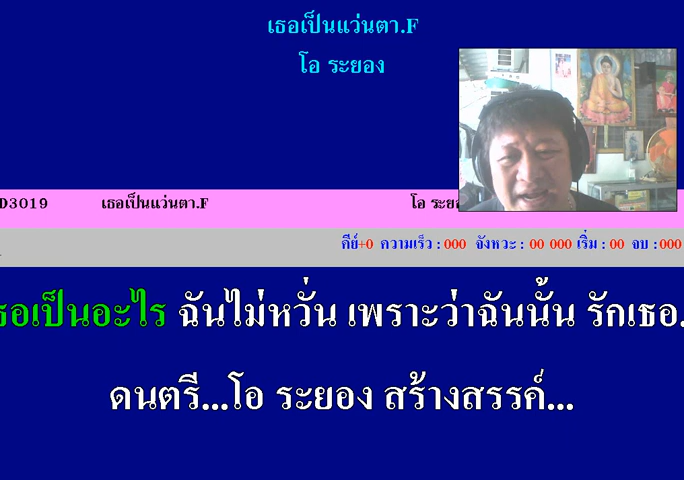 เธอเป็นแว่นตา.F
โอ ระยอง
D3019 เธอเป็นแว่นตา.F โอ ระยอ
คีย์+0 ความเร็ว : 000 จังหวะ : 00 000 เริ่ม : 00 จบ : 000
ธอเป็นอะไร ฉันไม่หวั่น เพราะว่าฉันนั้น รักเธอ.
ดนตรี...โอ ระยอง สร้างสรรค์...